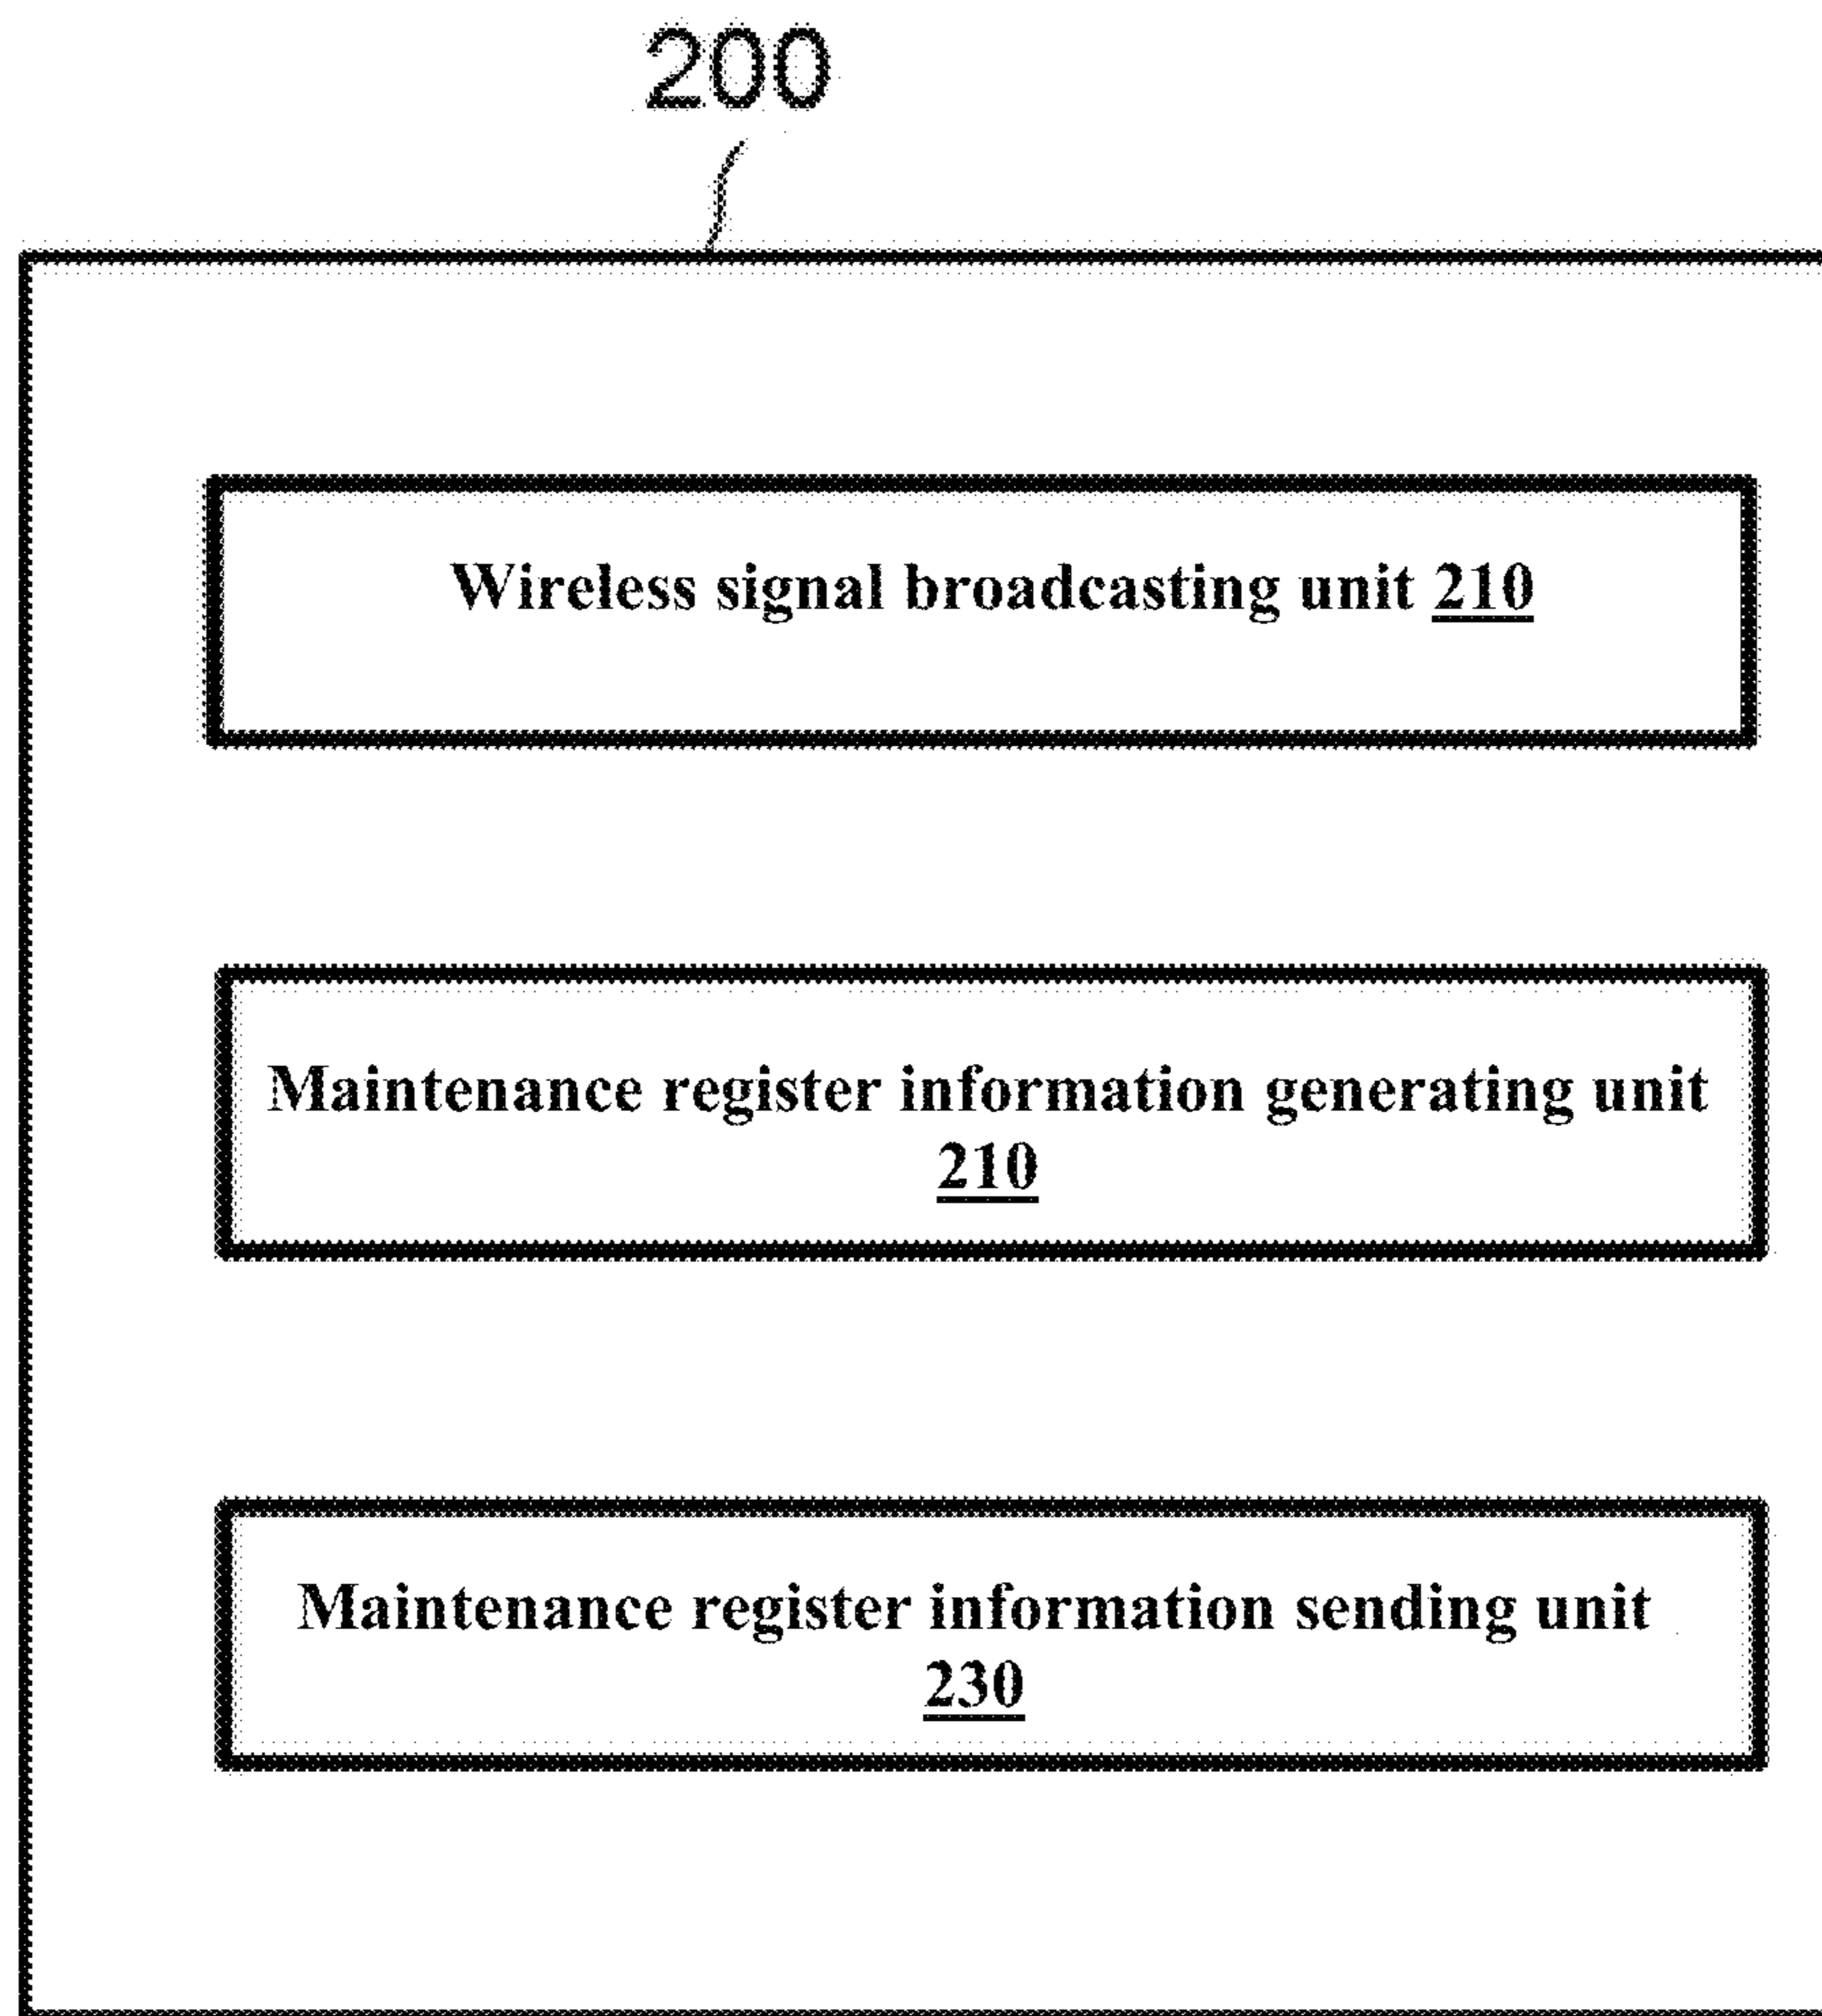 200
Wireless signal broadcasting unit 210
Maintenance register information generating unit
210
Maintenance register information sending unit
230